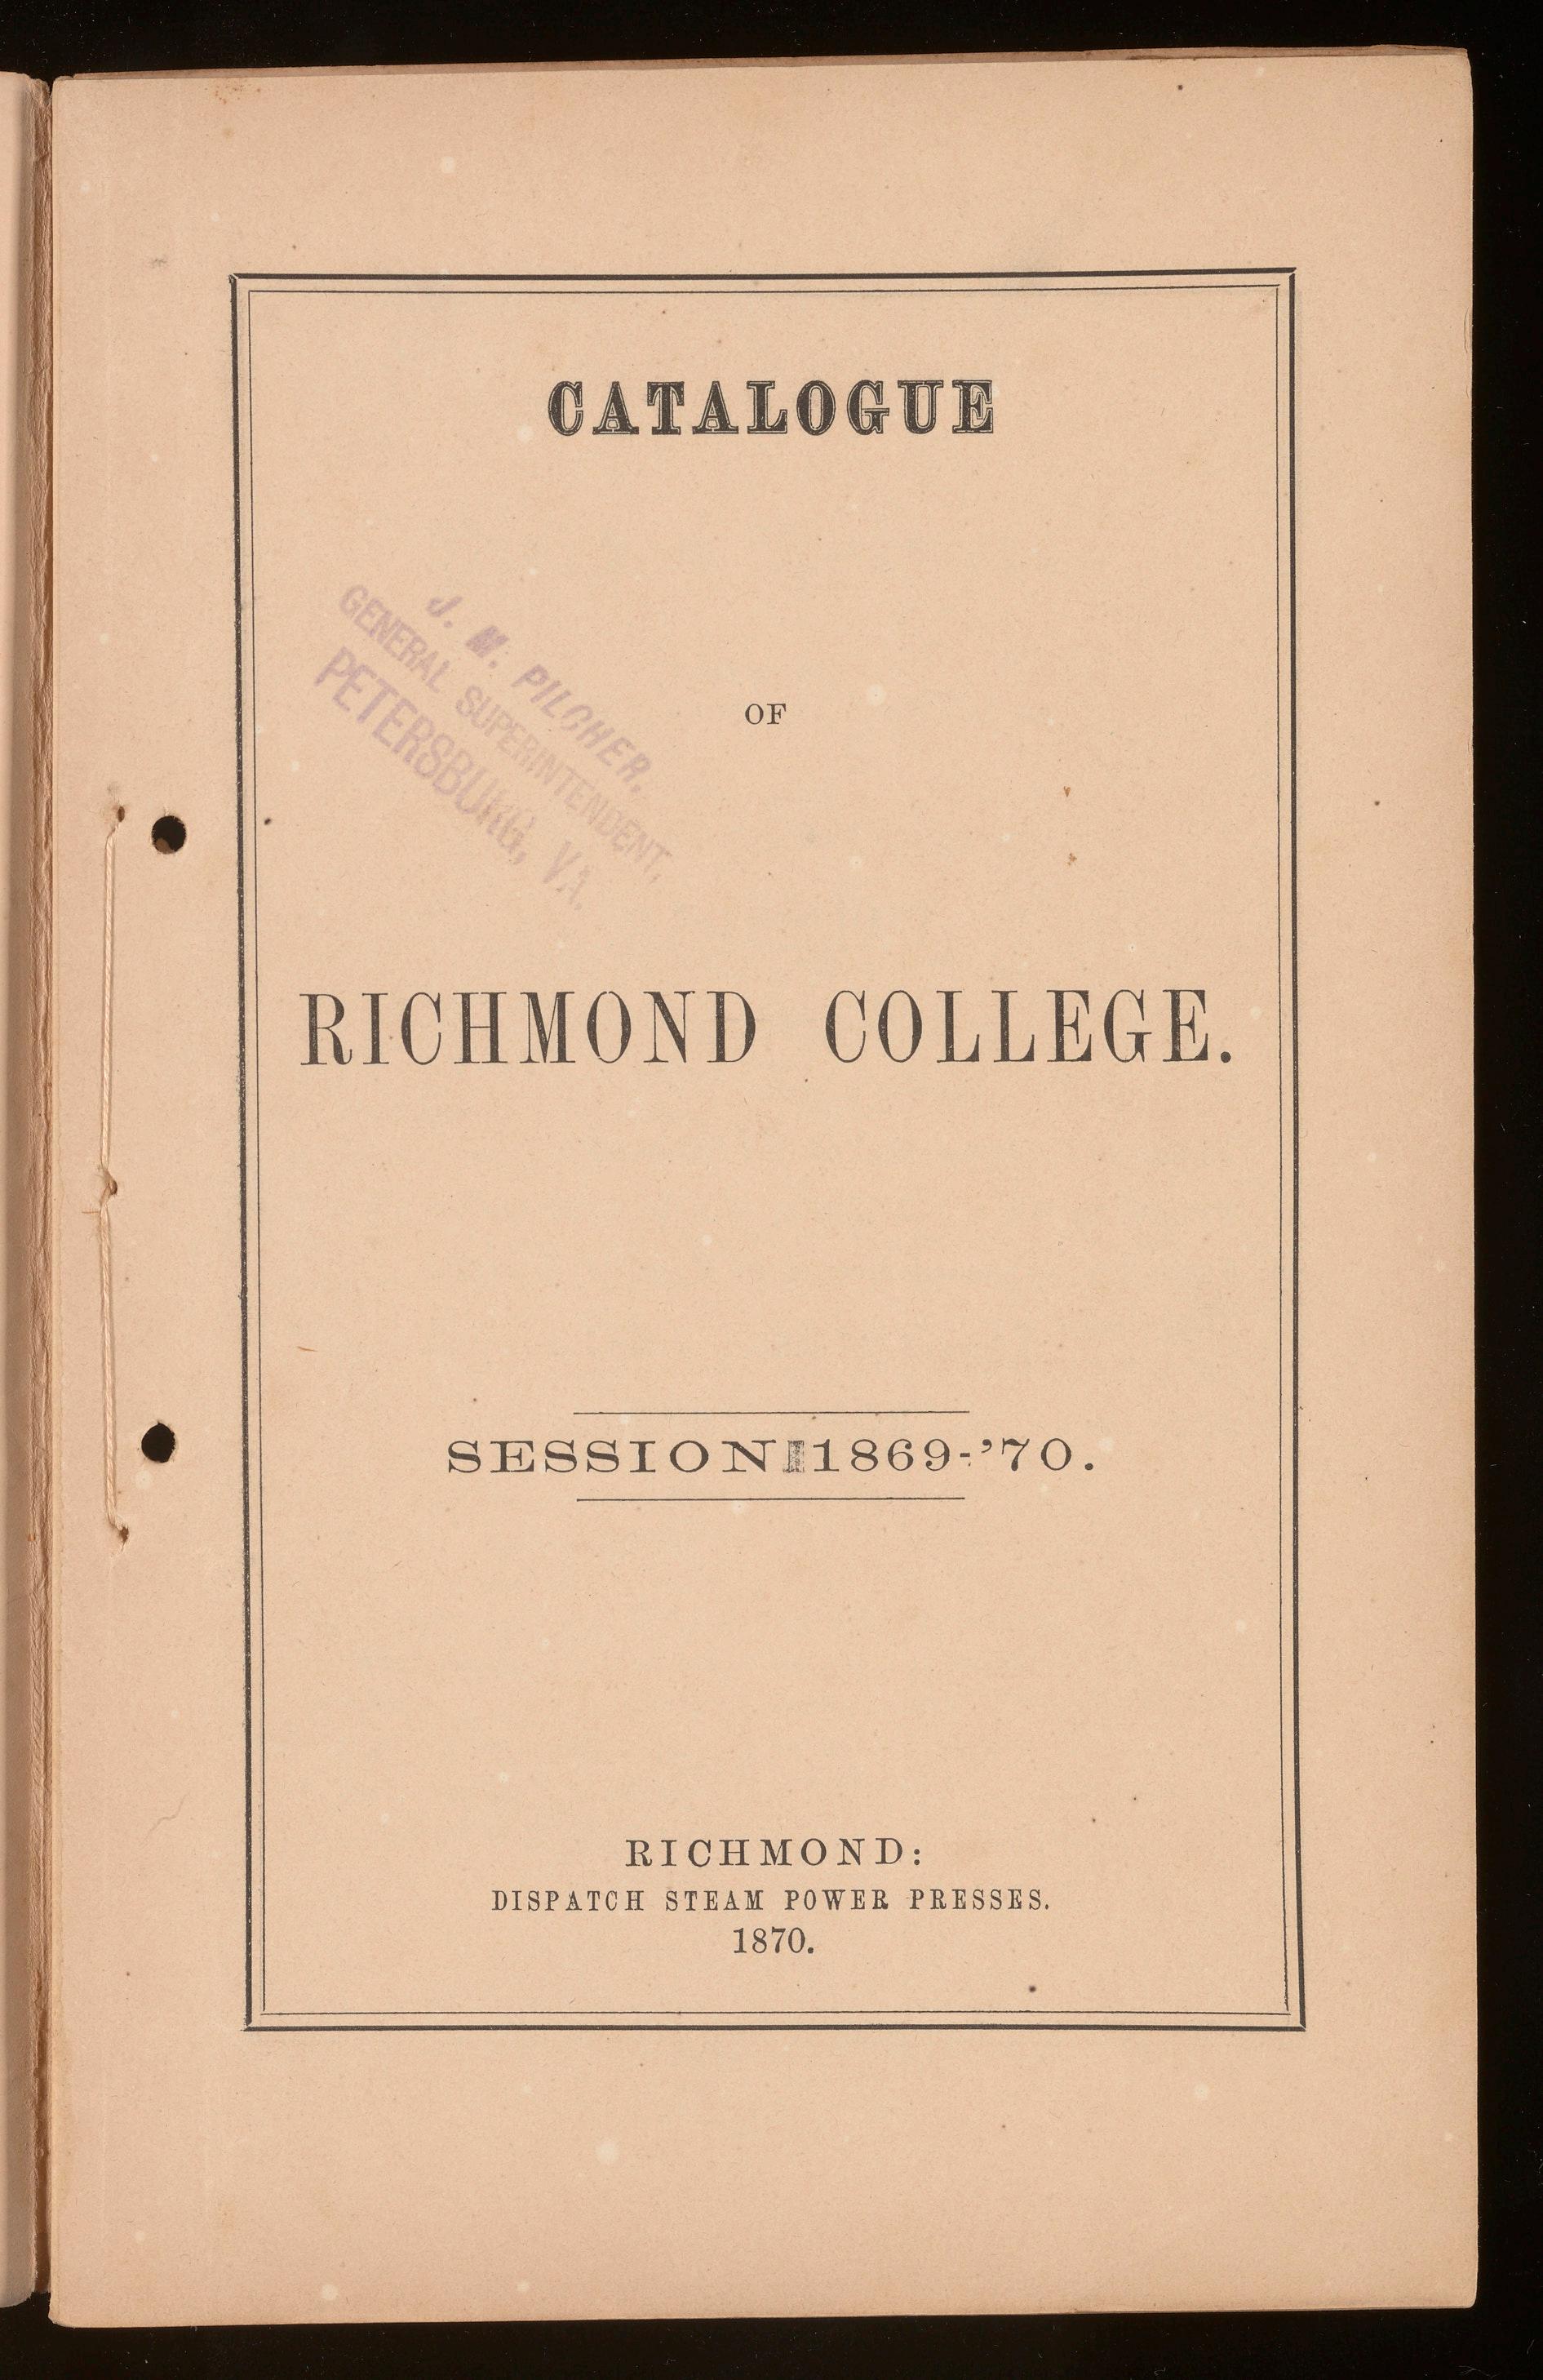 CATALOGUE
J. M. PILCHER,
GENERAL SUPERINTENDENT,
PETERSBURG, VA.
OF
RICHMOND COLLEGE.
SESSION 1869-'70.
RICHMOND:
DISPATCH STEAM POWER PRESSES.
1870.